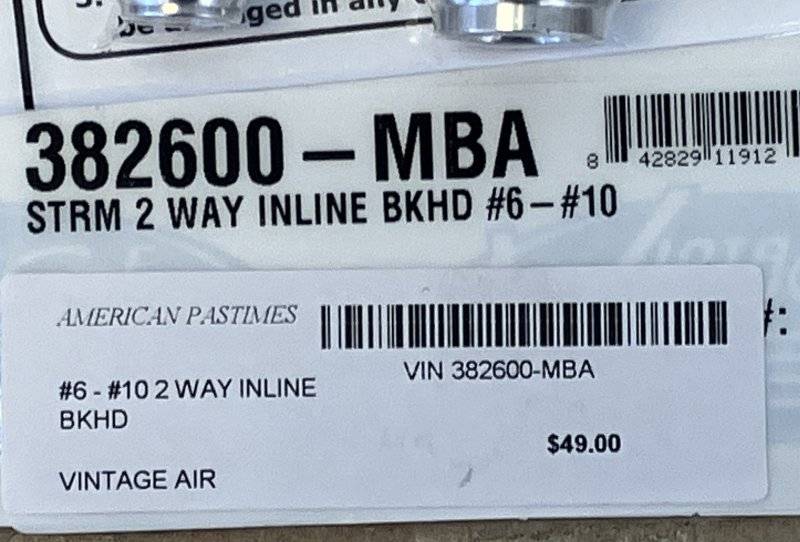 ged in any
382600-MBA
STRM 2 WAY INLINE BKHD #6-#10
8 42829 11912
AMERICAN PASTIMES
VIN 382600-MBA
#6 - #10 2 WAY INLINE
BKHD
$49.00
VINTAGE AIR
#: